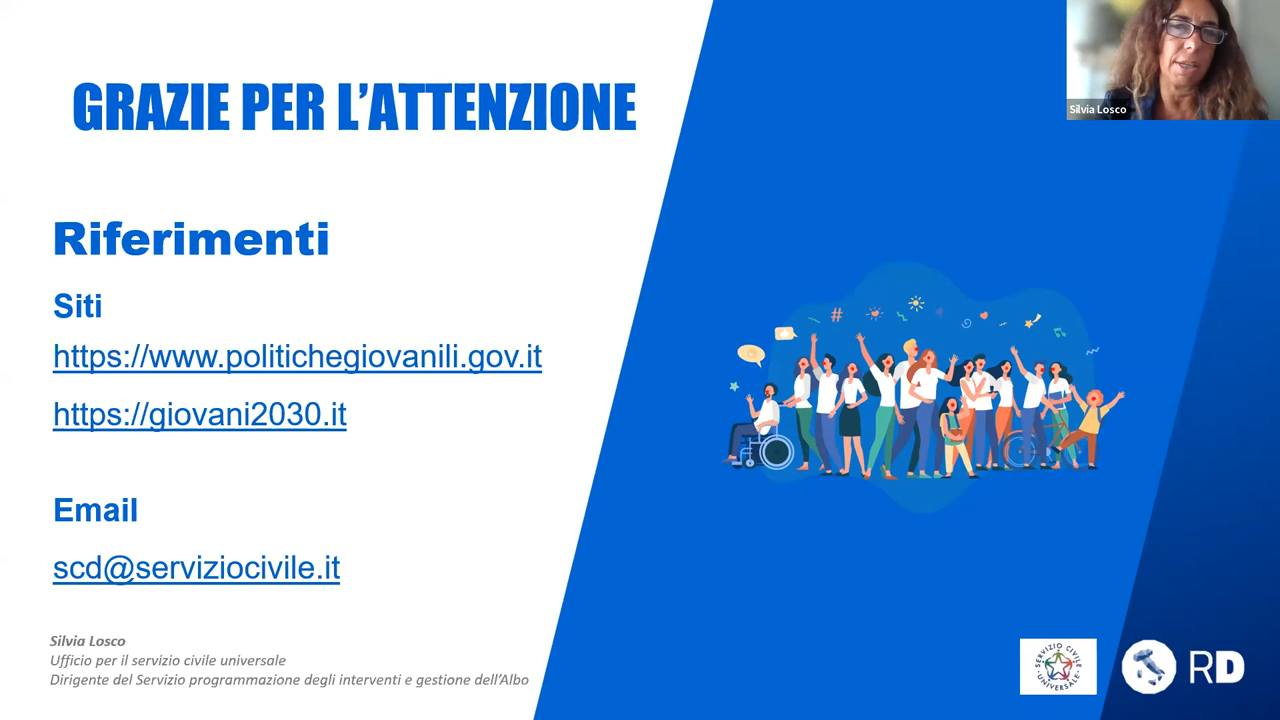 GRAZIE PER L'ATTENZIONE
Silvia Losco
Riferimenti
Siti
https://www.politichegiovanili.gov.it
https://giovani2030.it
Email
scd@serviziocivile.it
Silvia Losco
Ufficio per il servizio civile universale
Dirigente del Servizio programmazione degli interventi e gestione dell'Albo
#
SERVIZIO CIVILE
UNIVERSALE
RD